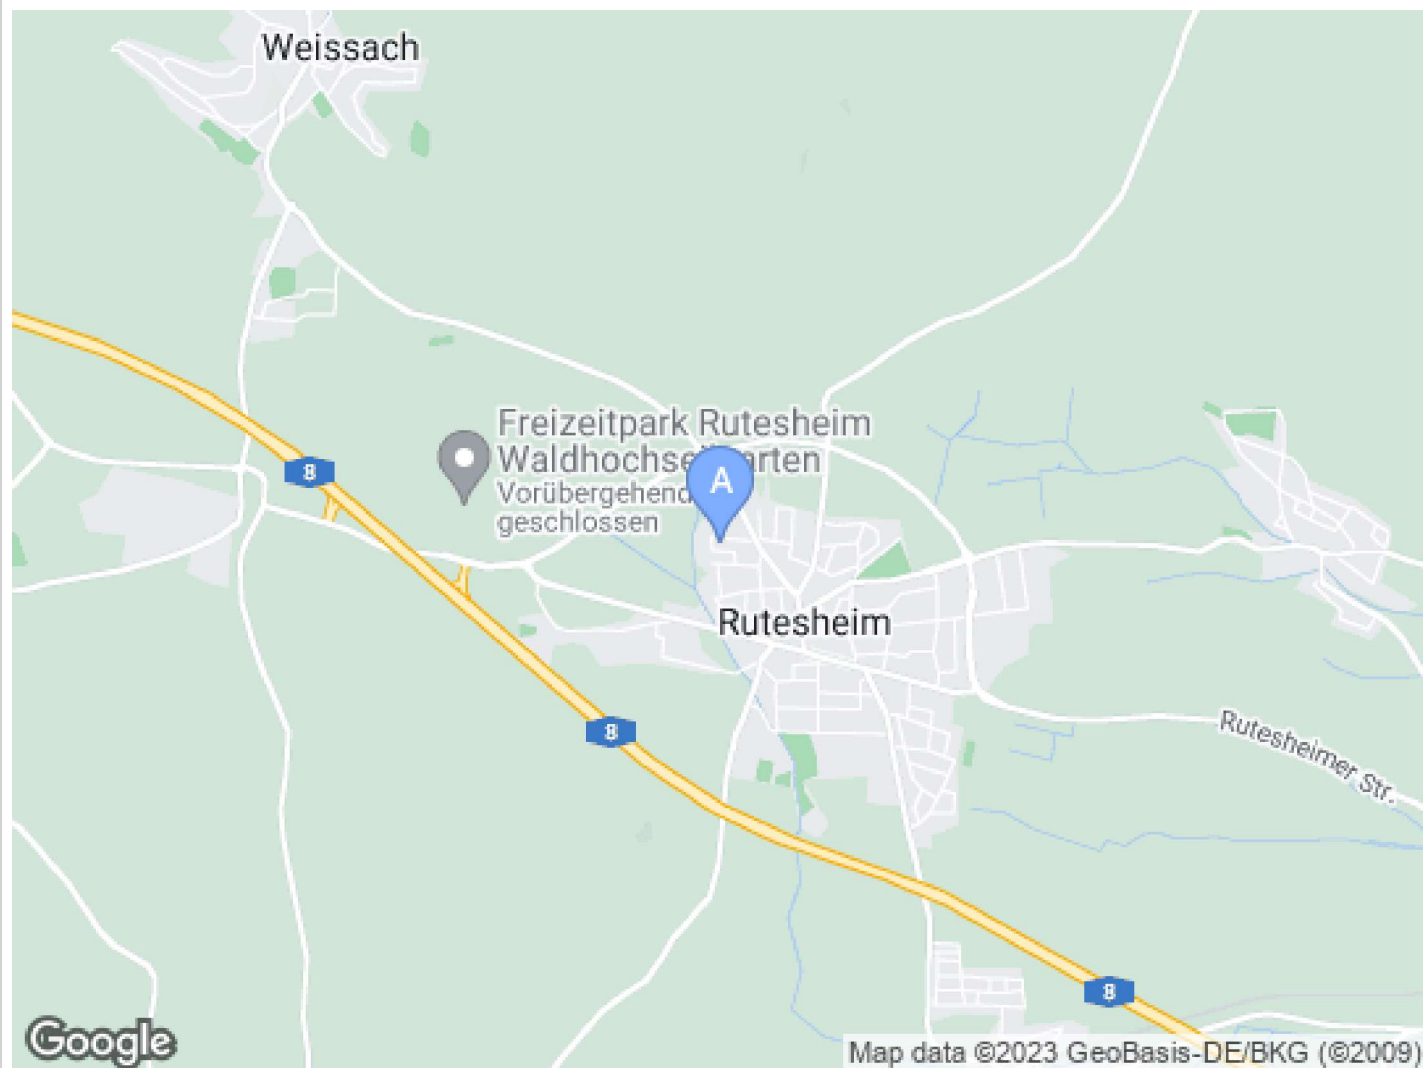 Weissach
8
Freizeitpark Rutesheim
Waldhochse arten
Vorübergehend
geschlossen
A
Rutesheim
8
Rutesheimer Str.
8
Google
Map data ©2023 GeoBasis-DE/BKG (©2009)